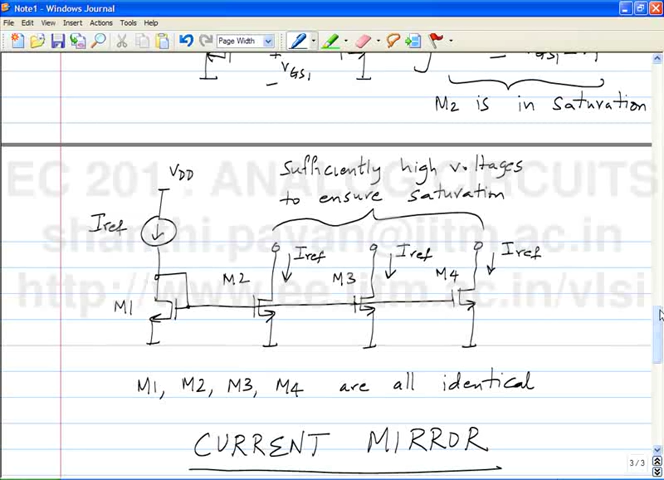 Note1 - Windows Journal
File Edit View Insert Actions Tools Help
Page Width
+
VGS1
-
M2 is in saturation
EC 201 ANALOG CIRCUITS
shanthi.pavan@iitm.ac.in
http://www.ee.iitm.ac.in/vlsi
VDD
Sufficiently high voltages
to ensure saturation
Iref
Iref Iref Iref
M2 M3 M4
M1
M1, M2, M3, M4 are all identical
CURRENT MIRROR
3/3